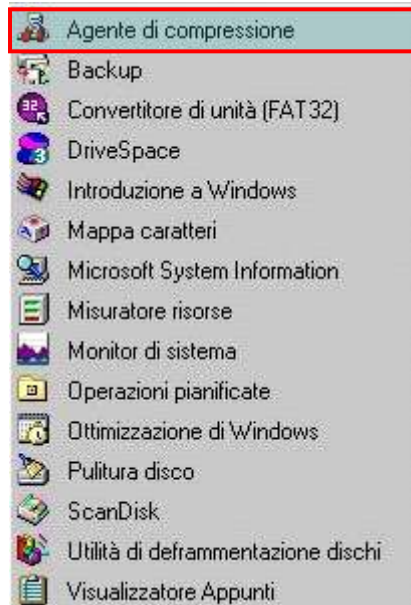 Agente di compressione
Backup
Convertitore di unità (FAT32)
DriveSpace
Introduzione a Windows
Mappa caratteri
Microsoft System Information
Misuratore risorse
Monitor di sistema
Operazioni pianificate
Ottimizzazione di Windows
Pulitura disco
ScanDisk
Utilità di deframmentazione dischi
Visualizzatore Appunti